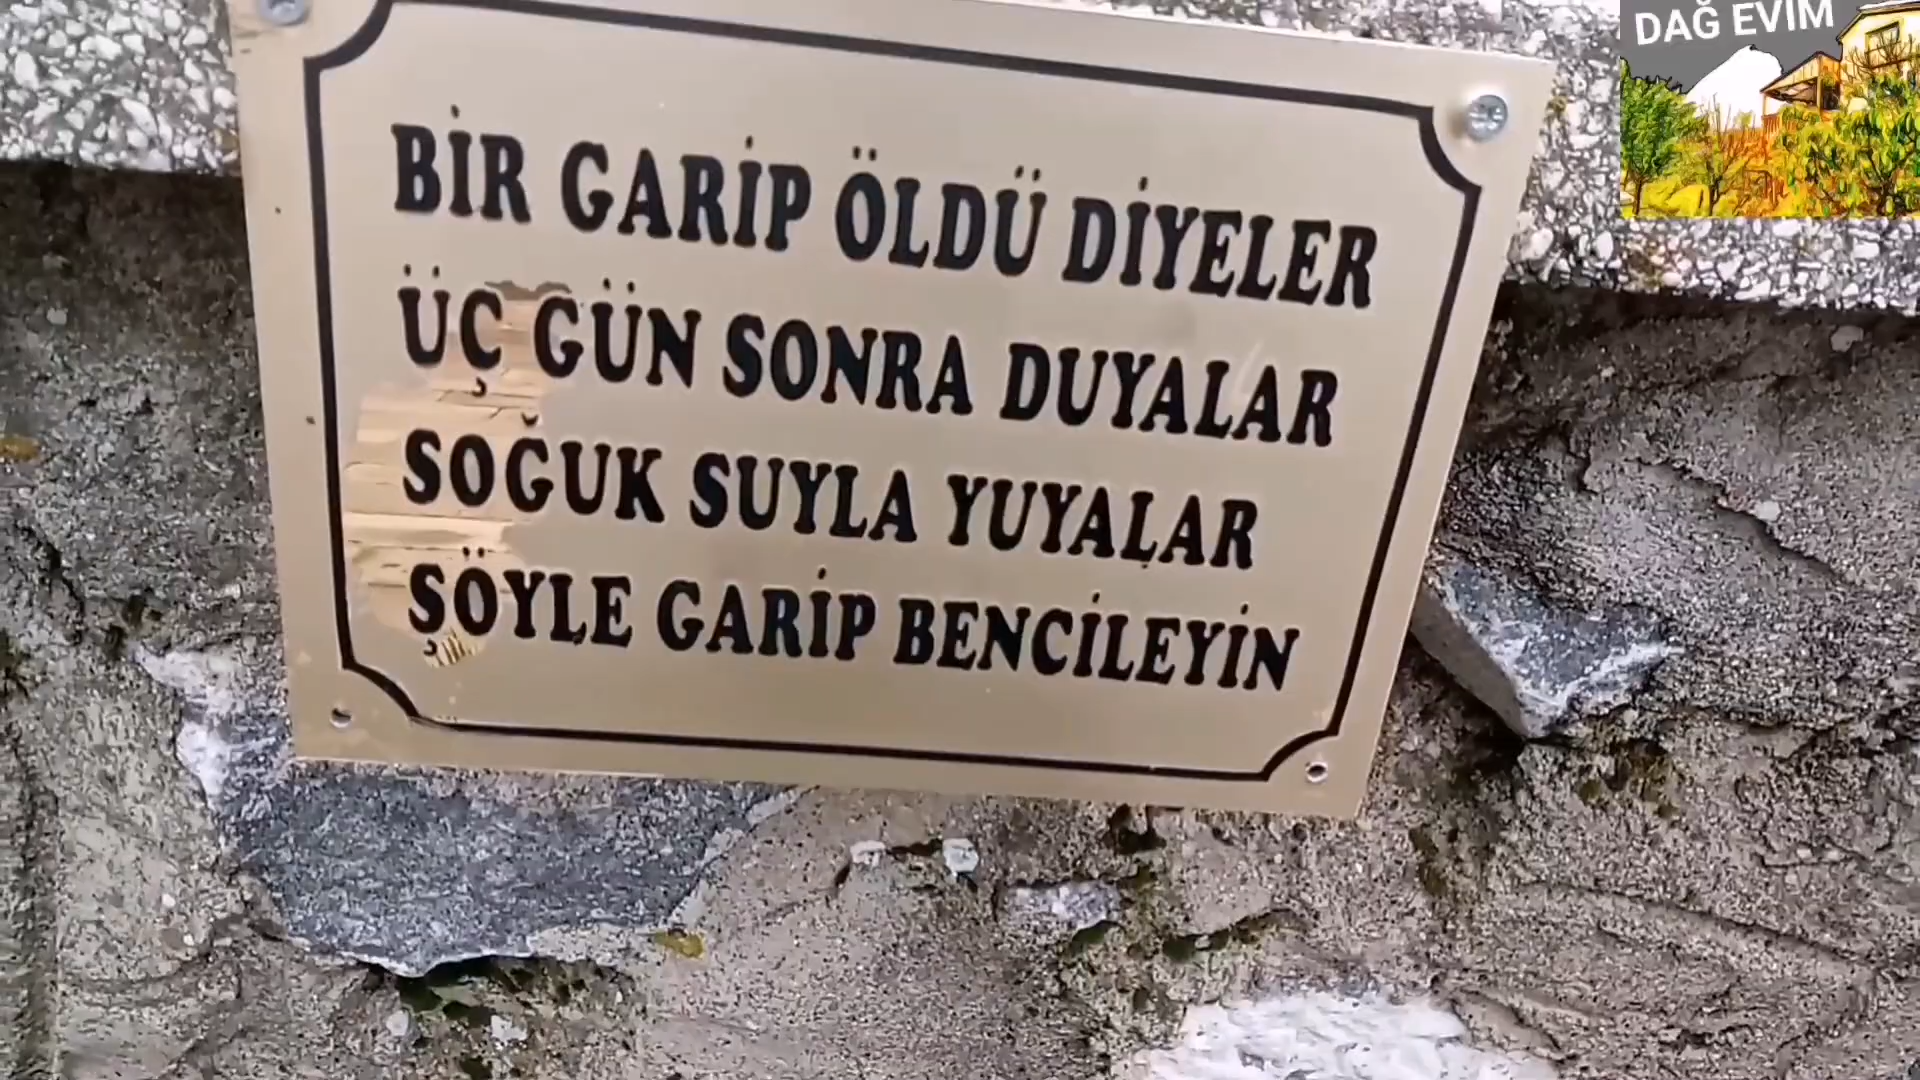 DAĞ EVİM
BİR GARİP ÖLDÜ DİYELER
ÜÇ GÜN SONRA DUYALAR
SOĞUK SUYLA YUYALAR
ŞÖYLE GARİP BENCİLEYİN